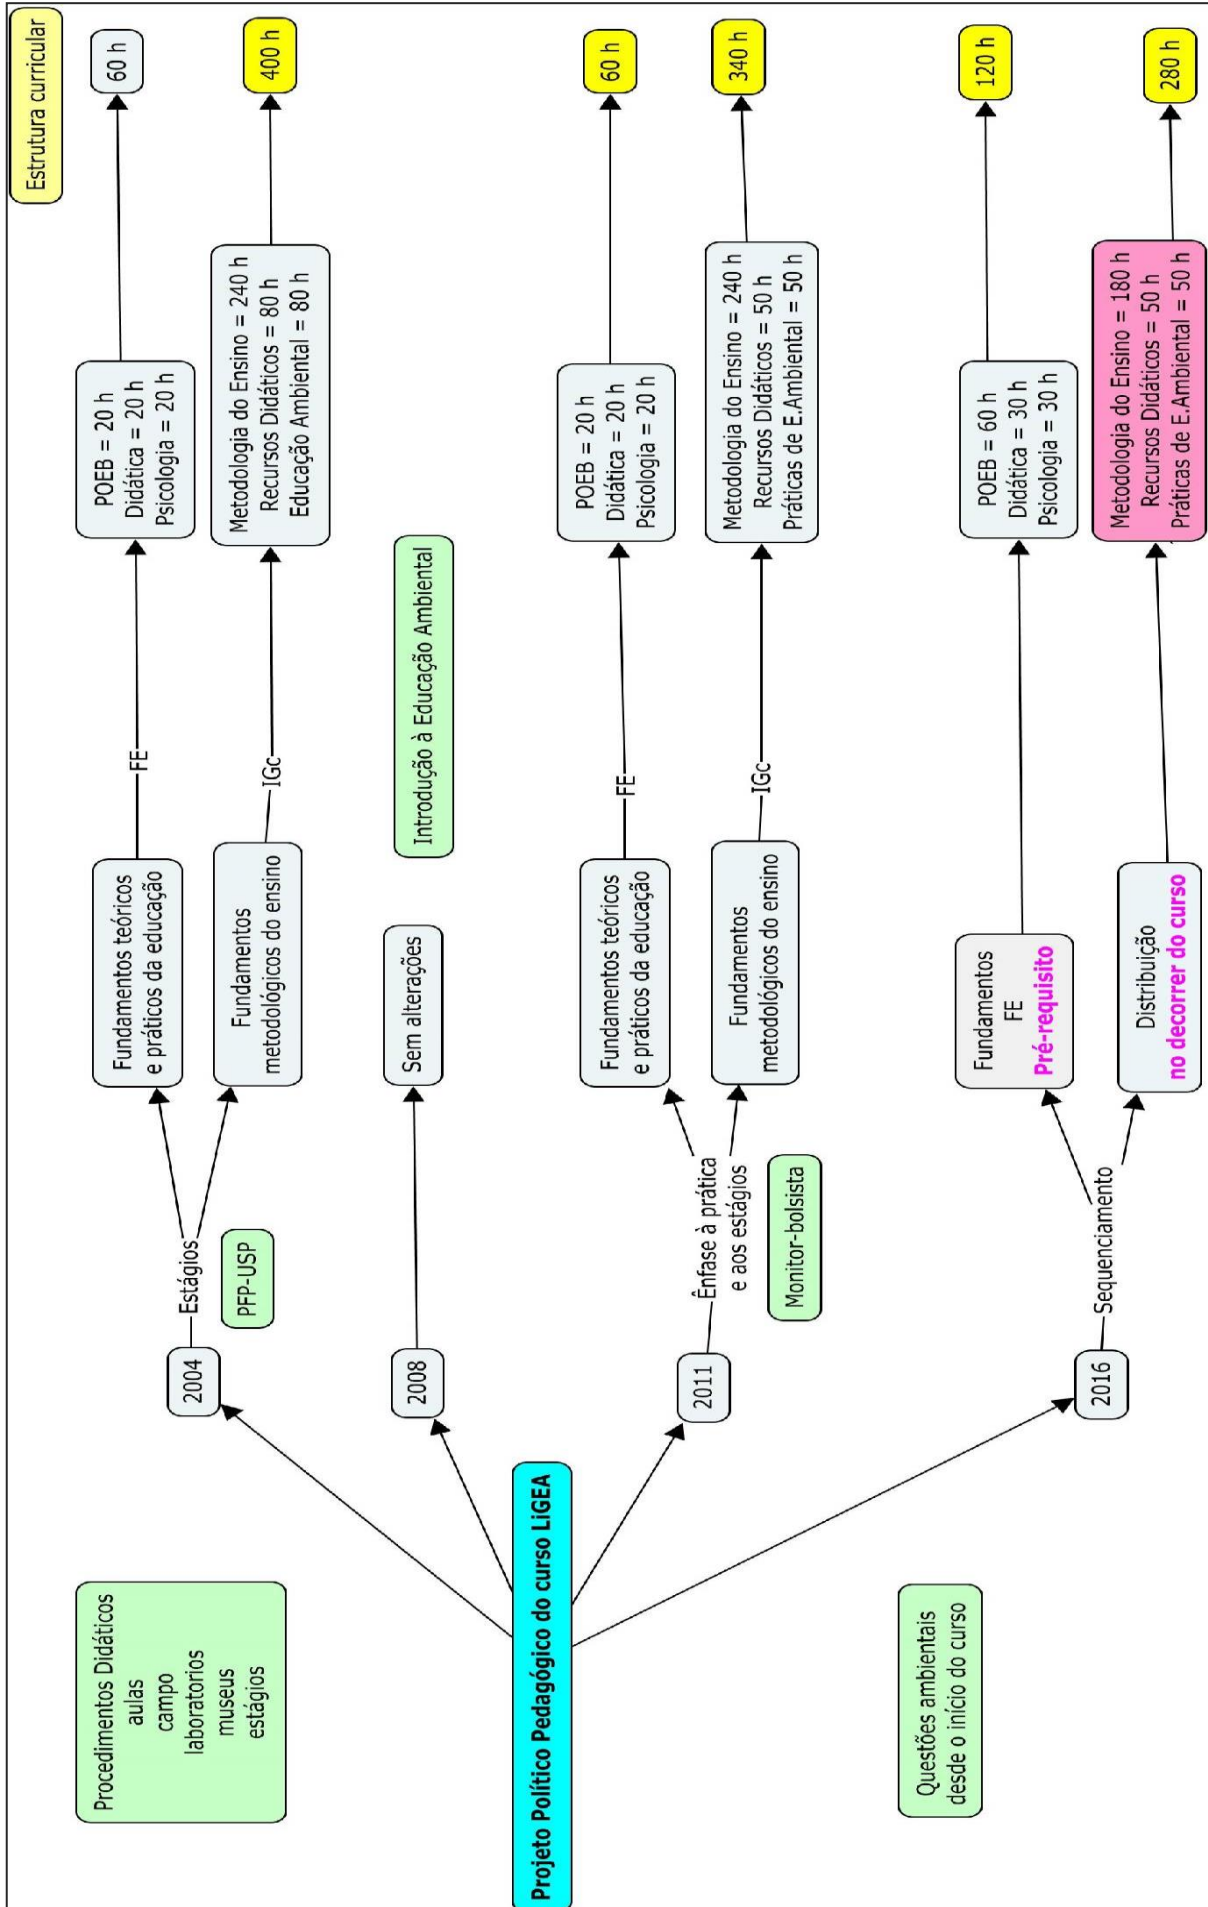 Estrutura curricular
Procedimentos Didáticos
aulas
campo
laboratorios
museus
estágios
Projeto Político Pedagógico do curso LiGEA
Questões ambientais
desde o início do curso
2004
Estágios
PFP-USP
Fundamentos teóricos
e práticos da educação
FE
POEB = 20 h
Didática = 20 h
Psicologia = 20 h
60 h
Fundamentos
metodológicos do ensino
IGc
Metodologia do Ensino = 240 h
Recursos Didáticos = 80 h
Educação Ambiental = 80 h
400 h
2008
Sem alterações
Introdução à Educação Ambiental
2011
Ênfase à prática
e aos estágios
Monitor-bolsista
Fundamentos teóricos
e práticos da educação
FE
POEB = 20 h
Didática = 20 h
Psicologia = 20 h
60 h
Fundamentos
metodológicos do ensino
IGc
Metodologia do Ensino = 240 h
Recursos Didáticos = 50 h
Práticas de E.Ambiental = 50 h
340 h
2016
Sequenciamento
Fundamentos
FE
Pré-requisito
POEB = 60 h
Didática = 30 h
Psicologia = 30 h
120 h
Distribuição
no decorrer do curso
Metodologia do Ensino = 180 h
Recursos Didáticos = 50 h
Práticas de E.Ambiental = 50 h
280 h